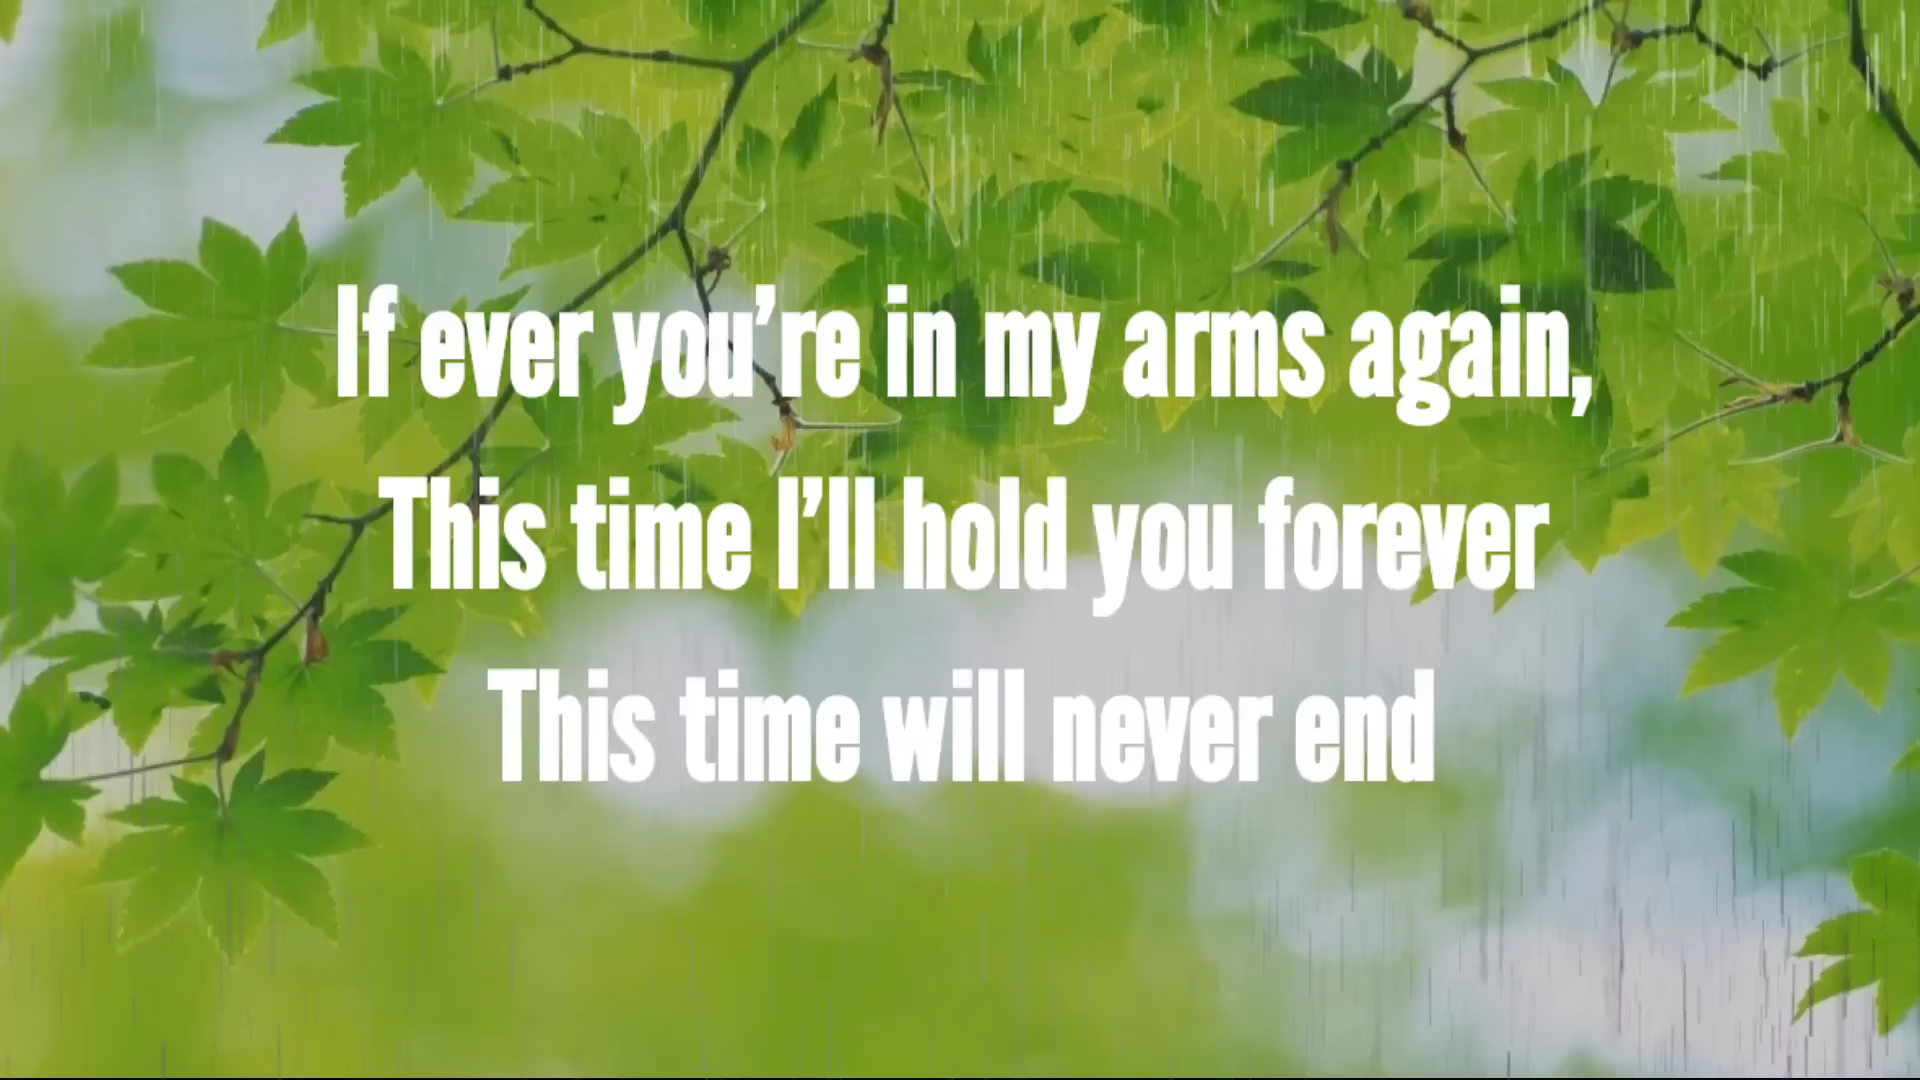 If ever you’re in my arms again,
This time I’ll hold you forever
This time will never end